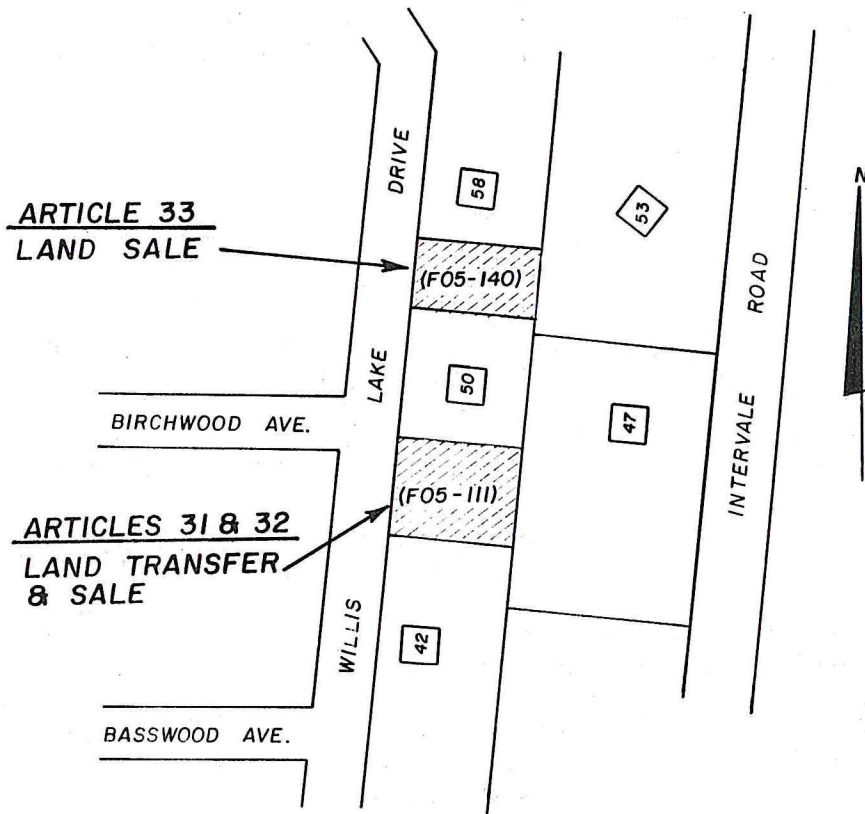 DRIVE
58
53
ARTICLE 33
LAND SALE
(F05-140)
N
ROAD
LAKE
50
47
BIRCHWOOD AVE.
INTERVALE
(F05-111)
ARTICLES 31 & 32
LAND TRANSFER
& SALE
WILLIS
42
BASSWOOD AVE.